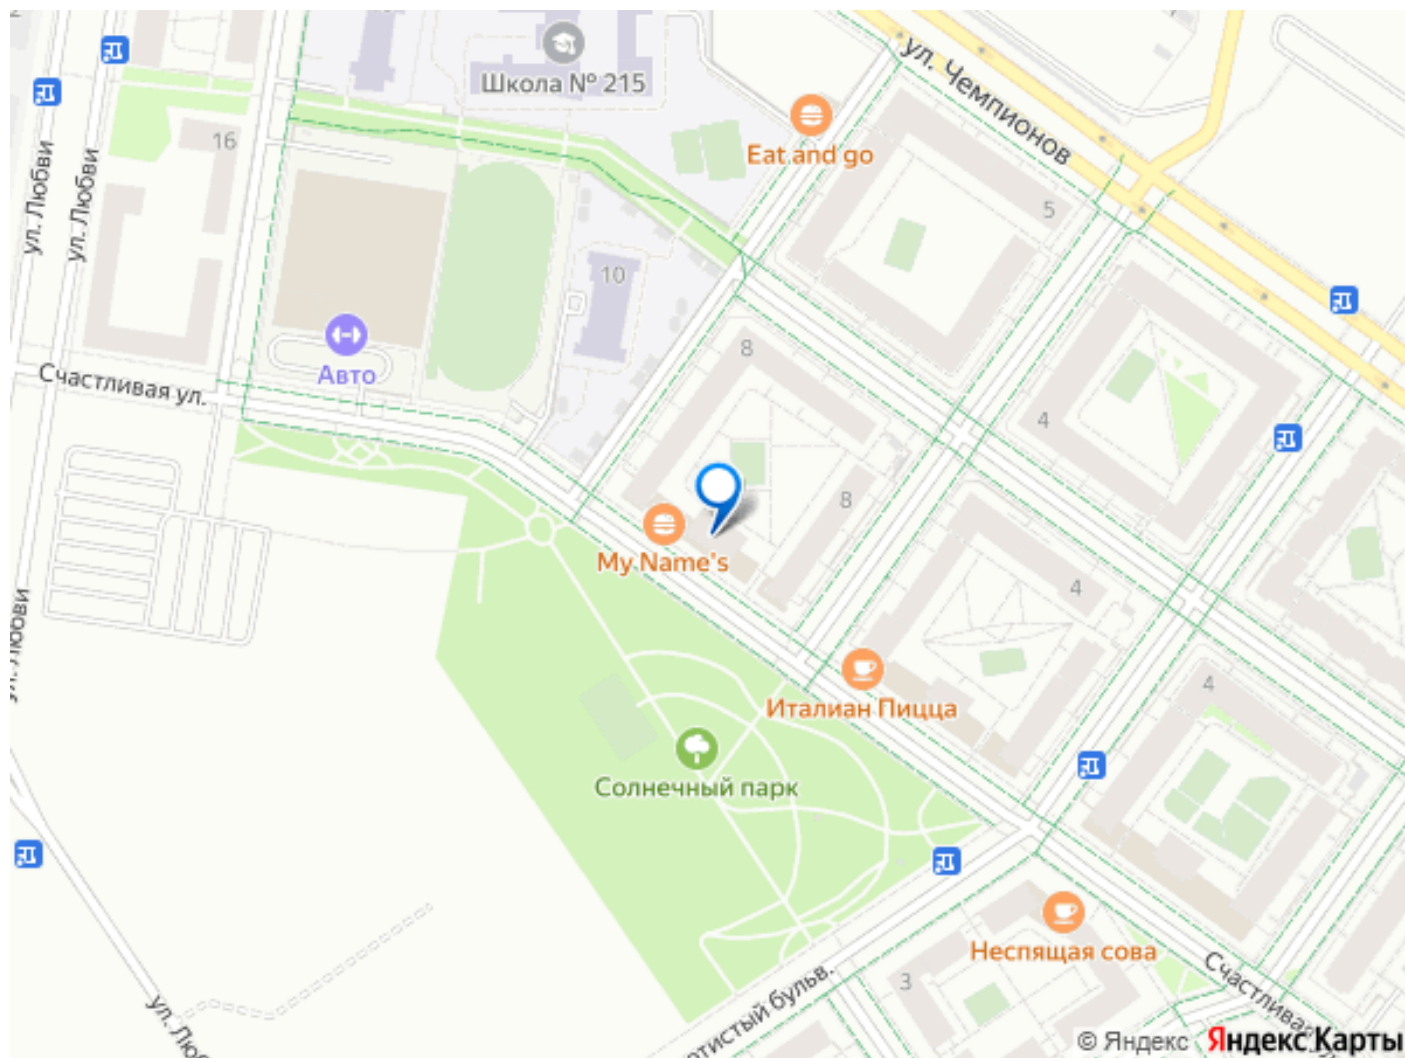 ул. Любви
ул. Любви
16
Школа № 215
Eat and go
ул. Чемпионов
5
10
8
Авто
Счастливая ул.
4
8
My Name's
4
Италиан Пицца
4
Солнечный парк
Неспящая сова
3
Счастливая
бульв.
© Яндекс Яндекс Карты